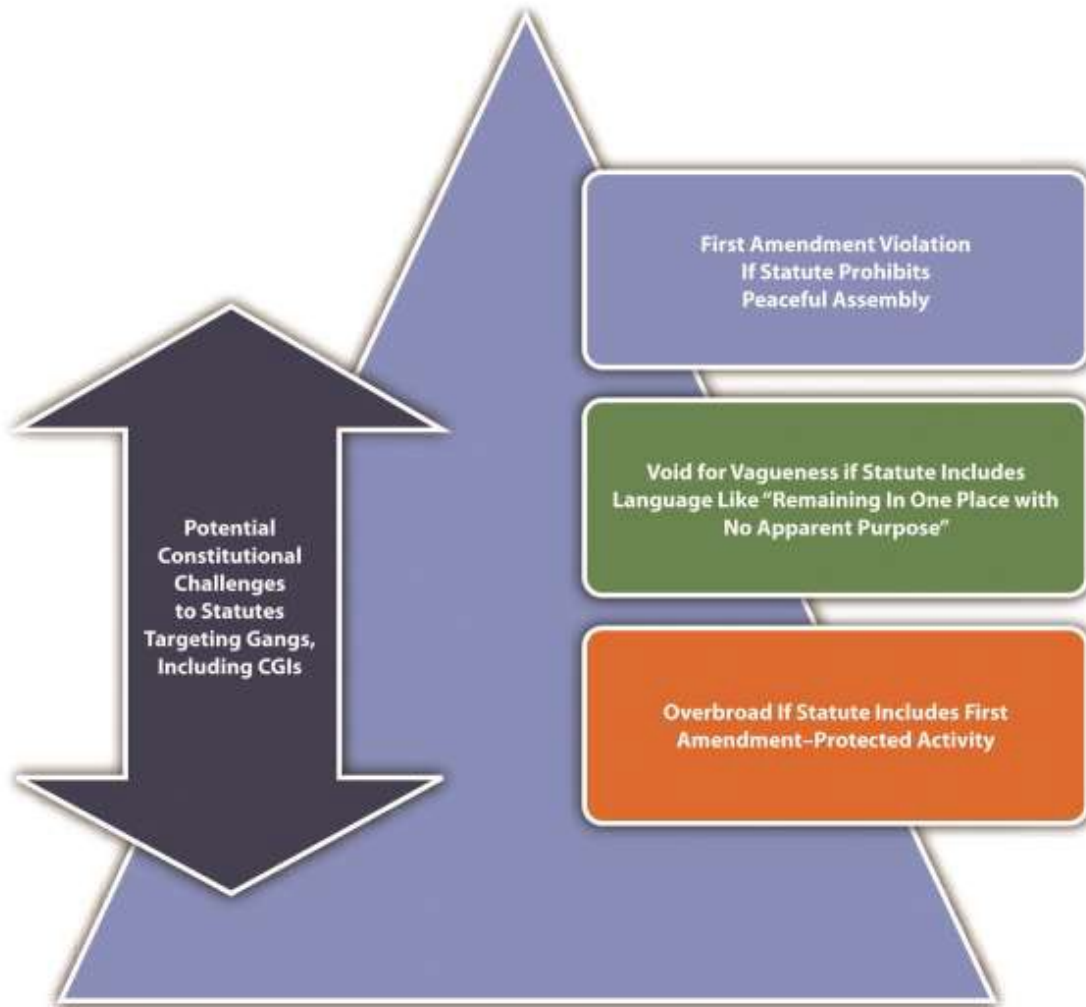 First Amendment Violation
If Statute Prohibits
Peaceful Assembly
Void for Vagueness if Statute Includes
Language Like “Remaining In One Place with
No Apparent Purpose”
Potential
Constitutional
Challenges
to Statutes
Targeting Gangs,
Including CGIs
Overbroad If Statute Includes First
Amendment–Protected Activity